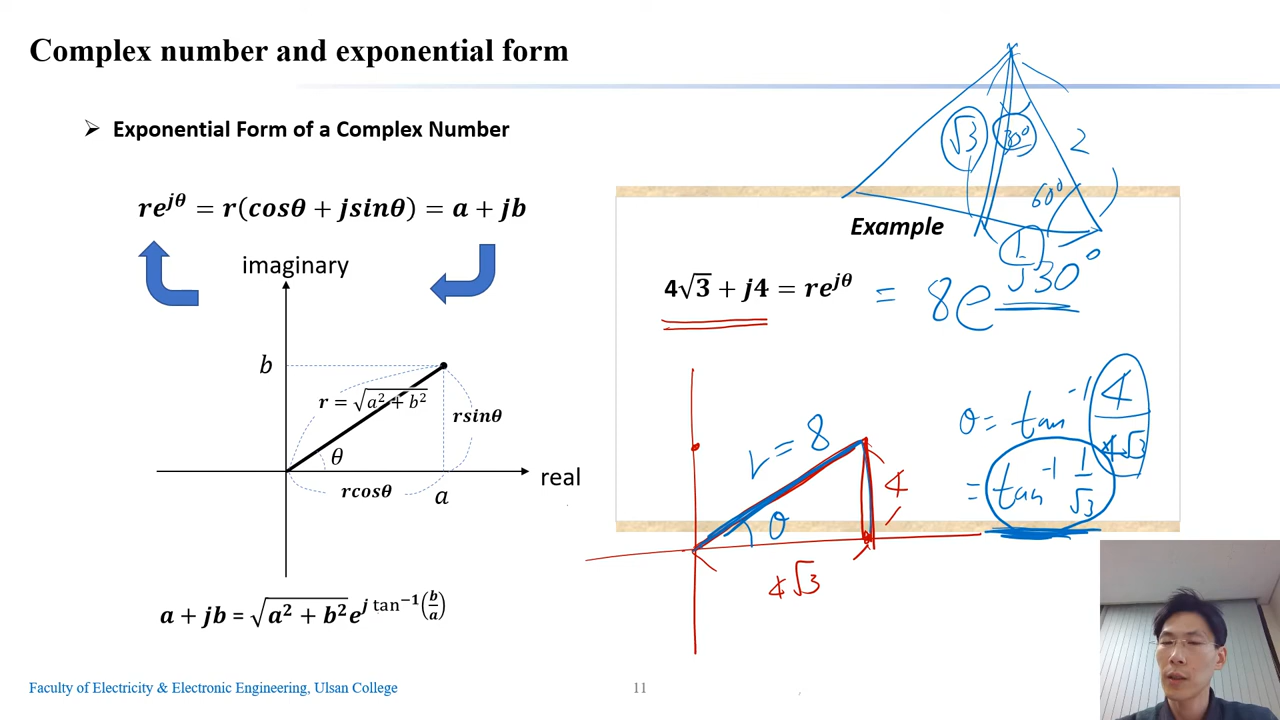 Complex number and exponential form
➢ Exponential Form of a Complex Number
re^{jθ} = r(cosθ + jsinθ) = a + jb
imaginary
b
r = √(a² + b²)
rsinθ
θ
real
rcosθ
a
a + jb = √(a² + b²) e^{j tan⁻¹(b/a)}
√3
30°
2
60°
1
Example
4√3 + j4 = re^{jθ} = 8e^{j30°}
r = 8
4
θ
4√3
θ = tan⁻¹ 4/4√3
= tan⁻¹ 1/√3
Faculty of Electricity & Electronic Engineering, Ulsan College
11